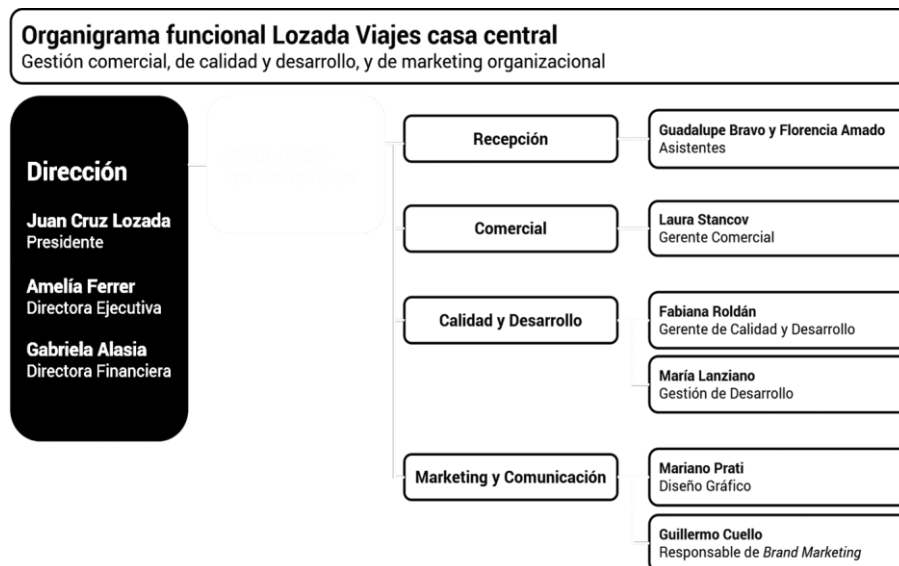 Organigrama funcional Lozada Viajes casa central
Gestión comercial, de calidad y desarrollo, y de marketing organizacional
Dirección
Juan Cruz Lozada
Presidente
Amelía Ferrer
Directora Ejecutiva
Gabriela Alasia
Directora Financiera
Recepción
Guadalupe Bravo y Florencia Amado
Asistentes
Comercial
Laura Stancov
Gerente Comercial
Calidad y Desarrollo
Fabiana Roldán
Gerente de Calidad y Desarrollo
María Lanziano
Gestión de Desarrollo
Marketing y Comunicación
Mariano Prati
Diseño Gráfico
Guillermo Cuello
Responsable de Brand Marketing